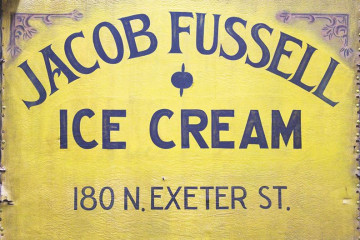 JACOB FUSSELL
ICE CREAM
180 N. EXETER ST.